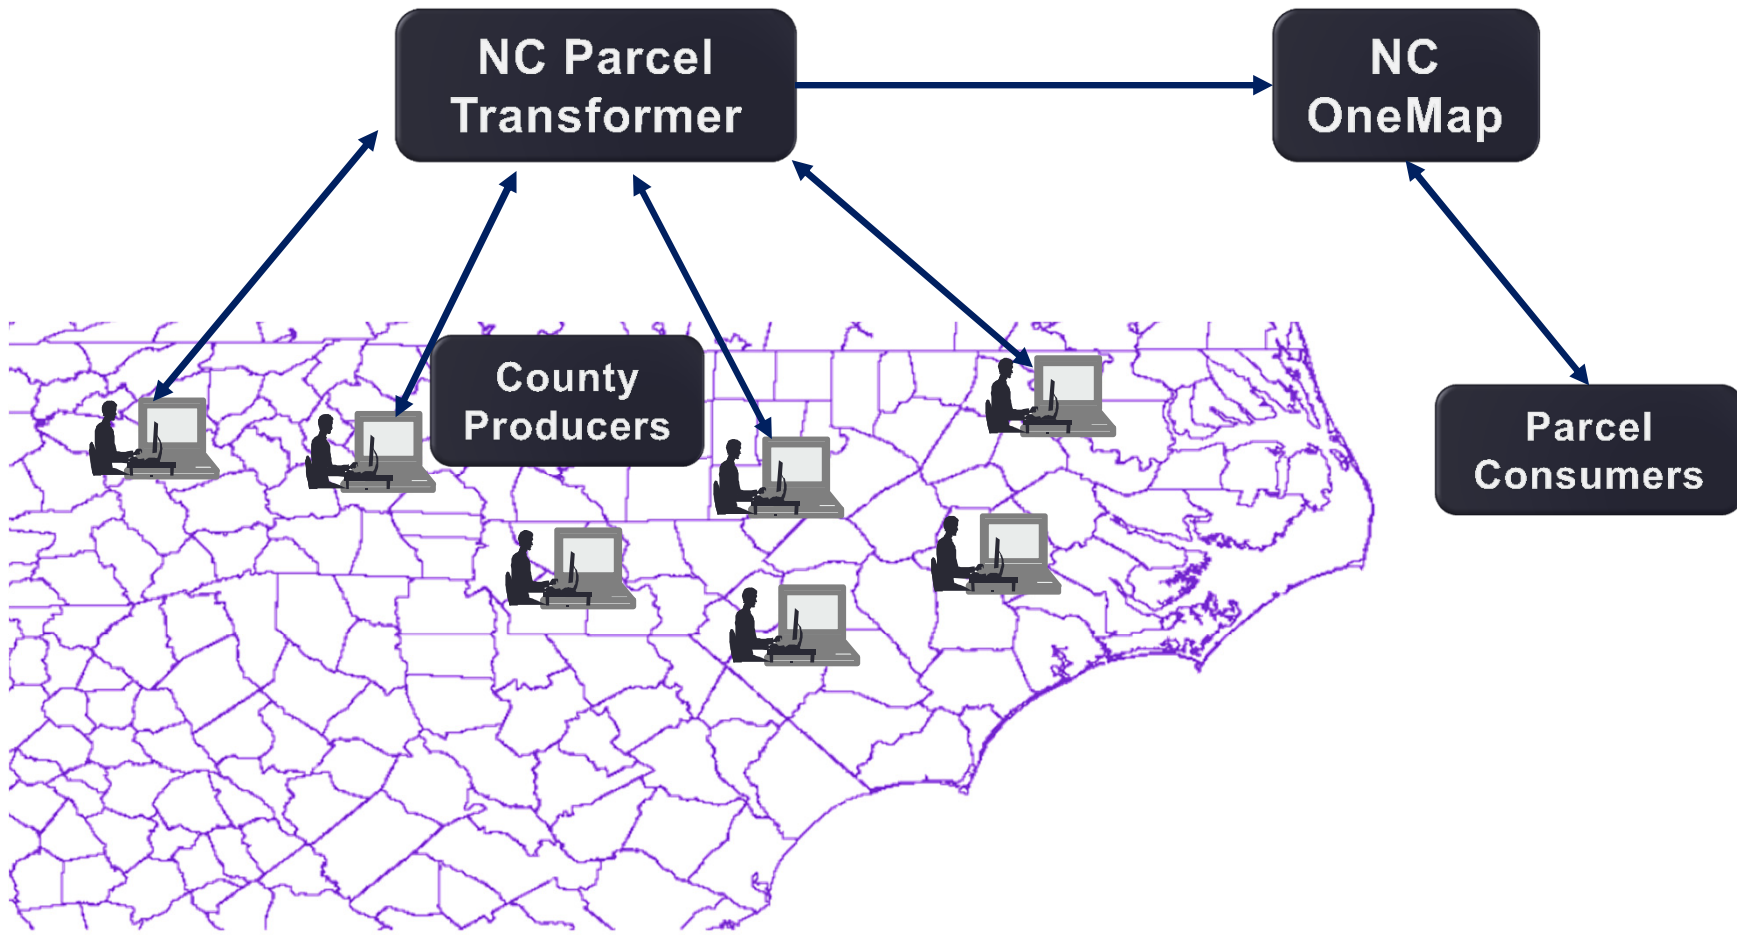 NC Parcel
Transformer
NC
OneMap
County
Producers
Parcel
Consumers